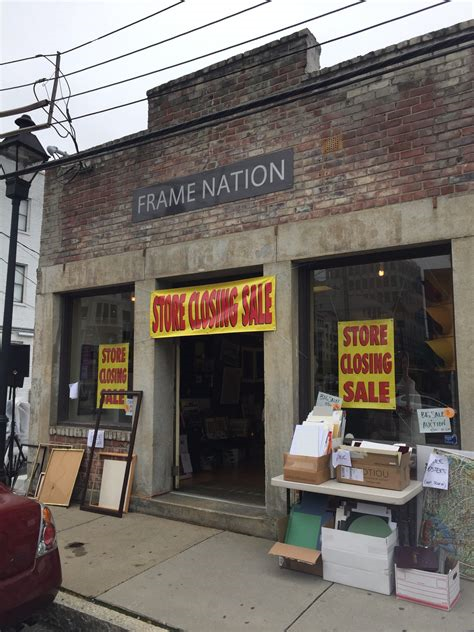 FRAME NATION
STORE CLOSING SALE
STORE
CLOSING
SALE
STORE
CLOSING
SALE